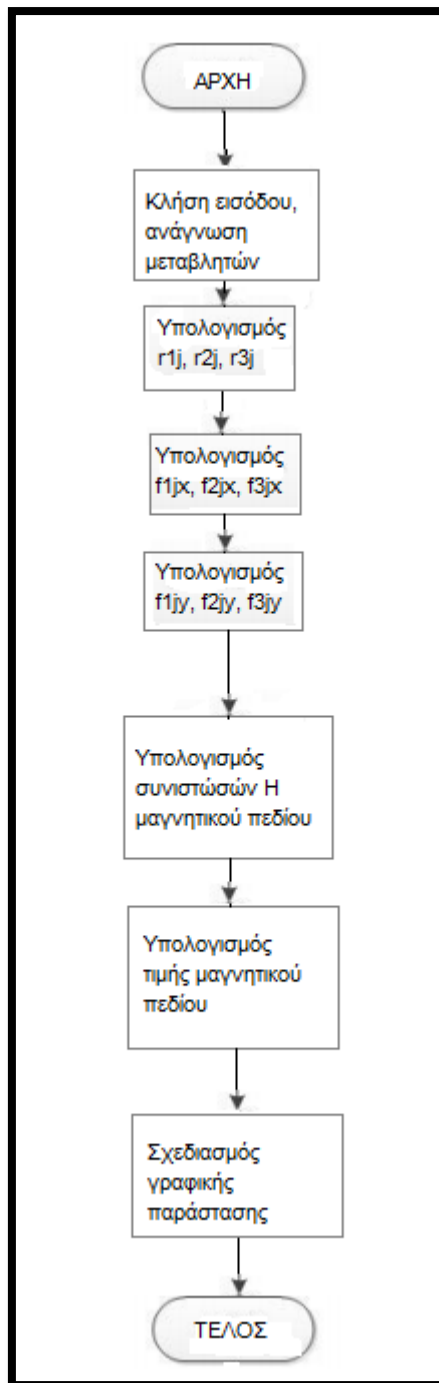 ΑΡΧΗ
Κλήση εισόδου,
ανάγνωση
μεταβλητών
Υπολογισμός
r1j, r2j, r3j
Υπολογισμός
f1jx, f2jx, f3jx
Υπολογισμός
f1jy, f2jy, f3jy
Υπολογισμός
συνιστώσών Η
μαγνητικού πεδίου
Υπολογισμός
τιμής μαγνητικού
πεδίου
Σχεδιασμός
γραφικής
παράστασης
ΤΕΛΟΣ